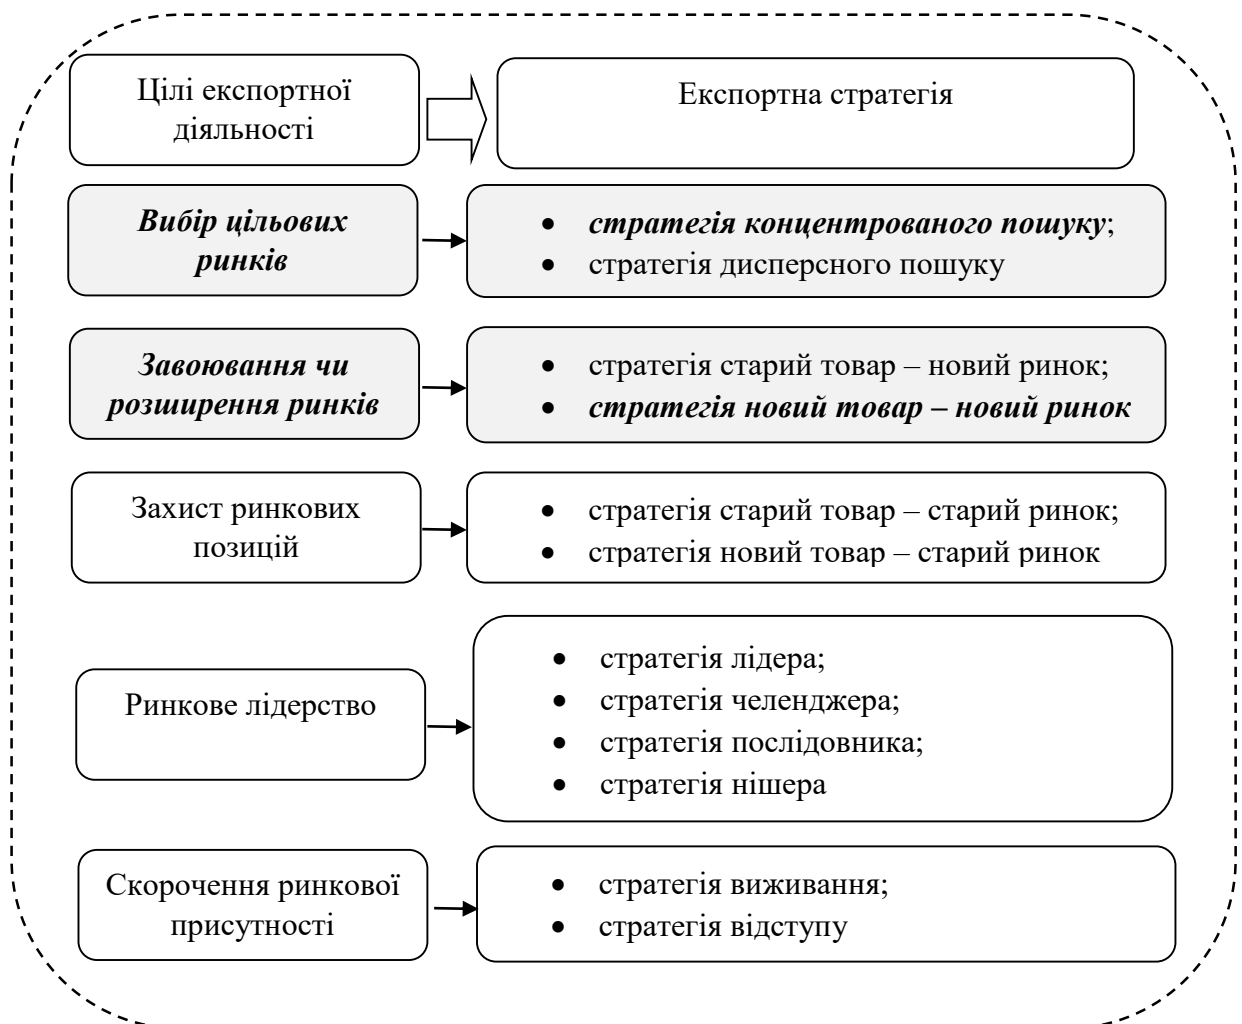 Цілі експортної
діяльності
Експортна стратегія
Вибір цільових
ринків
• стратегія концентрованого пошуку;
• стратегія дисперсного пошуку
Завоювання чи
розширення ринків
• стратегія старий товар – новий ринок;
• стратегія новий товар – новий ринок
Захист ринкових
позицій
• стратегія старий товар – старий ринок;
• стратегія новий товар – старий ринок
Ринкове лідерство
• стратегія лідера;
• стратегія челенджера;
• стратегія послідовника;
• стратегія нішера
Скорочення ринкової
присутності
• стратегія виживання;
• стратегія відступу